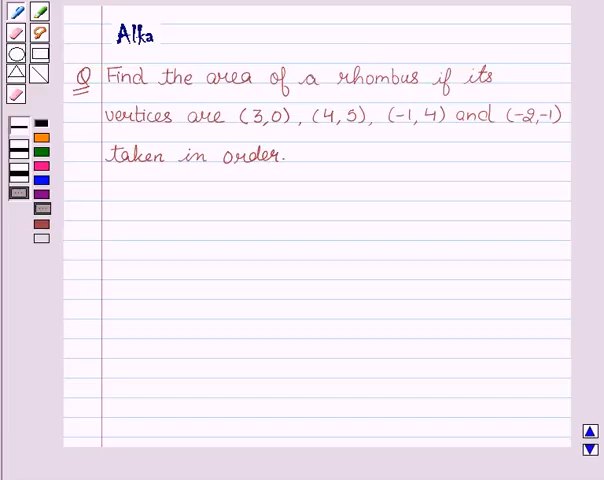 Alka
Q Find the area of a rhombus if its
vertices are (3,0), (4,5), (-1,4) and (-2,-1)
taken in order.